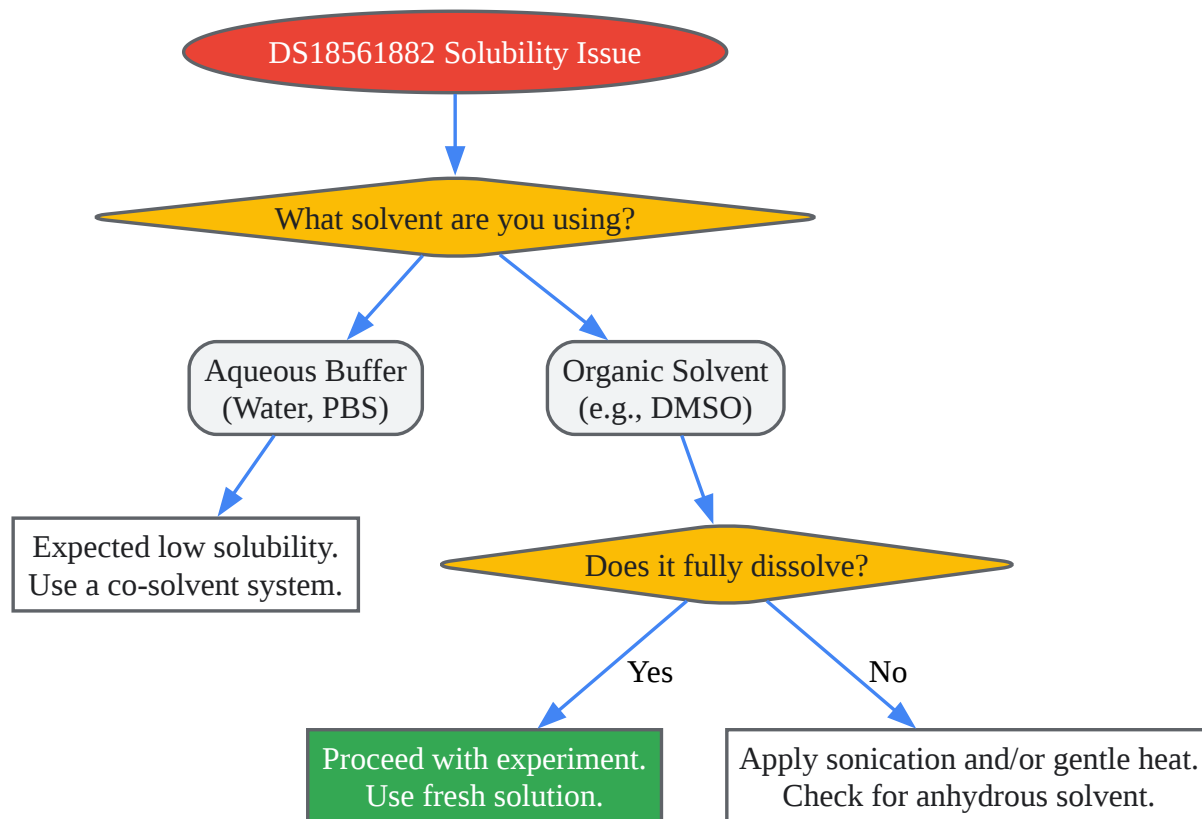 DS18561882 Solubility Issue
What solvent are you using?
Aqueous Buffer
(Water, PBS)
Organic Solvent
(e.g., DMSO)
Expected low solubility.
Use a co-solvent system.
Does it fully dissolve?
Yes
No
Proceed with experiment.
Use fresh solution.
Apply sonication and/or gentle heat.
Check for anhydrous solvent.